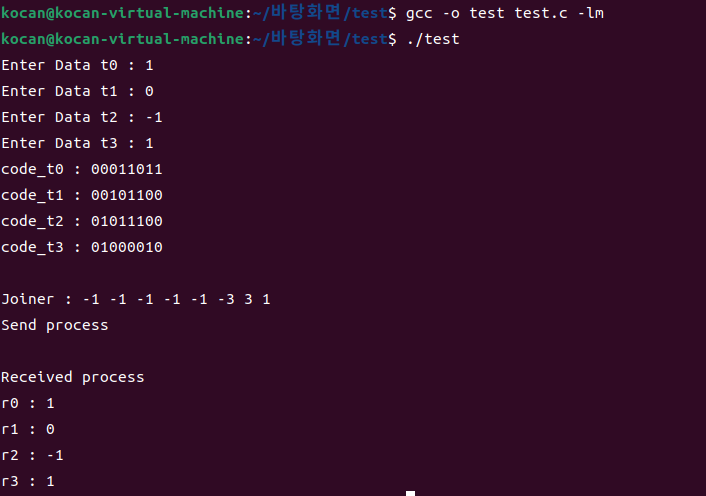 kocan@kocan-virtual-machine:~/바탕화면/test$ gcc -o test test.c -lm
kocan@kocan-virtual-machine:~/바탕화면/test$ ./test
Enter Data t0 : 1
Enter Data t1 : 0
Enter Data t2 : -1
Enter Data t3 : 1
code_t0 : 00011011
code_t1 : 00101100
code_t2 : 01011100
code_t3 : 01000010
Joiner : -1 -1 -1 -1 -1 -3 3 1
Send process
Received process
r0 : 1
r1 : 0
r2 : -1
r3 : 1